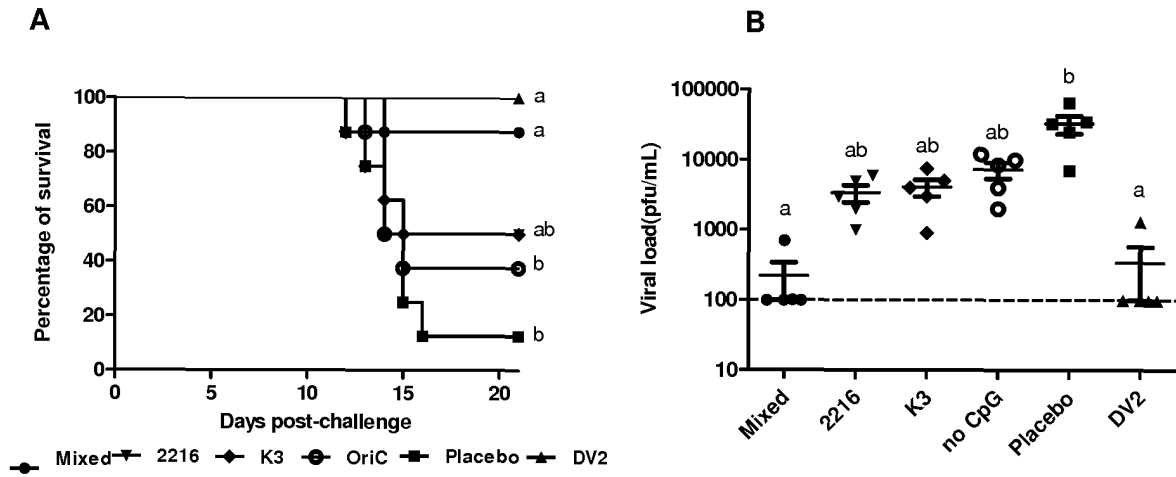 A
B
Percentage of survival
100
80
60
40
20
0
0 5 10 15 20
Days post-challenge
a
a
ab
b
b
Mixed 2216 K3 OriC Placebo DV2
Viral load(pfu/mL)
100000
10000
1000
100
10
a
ab
ab
ab
b
a
Mixed
2216
K3
no CpG
Placebo
DV2